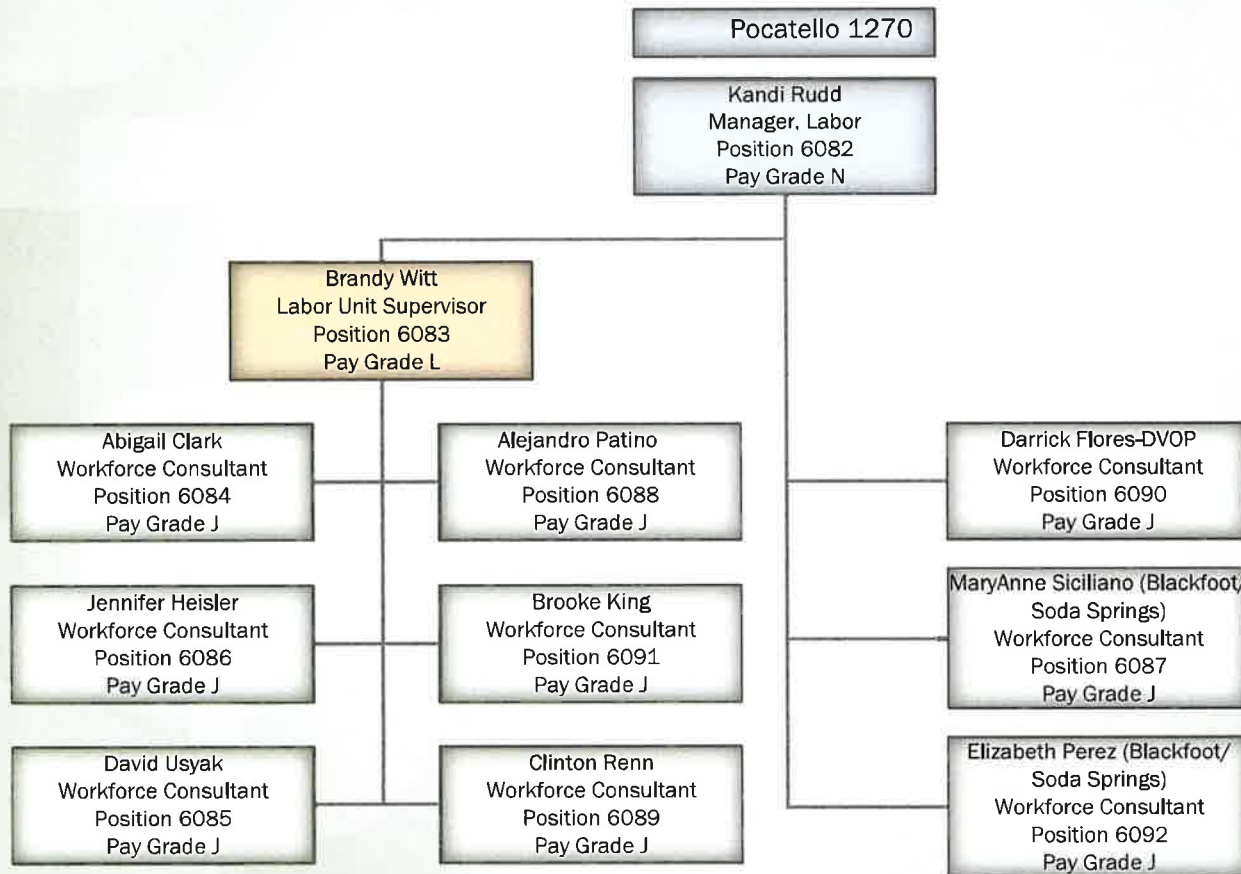 Pocatello 1270
Kandi Rudd
Manager, Labor
Position 6082
Pay Grade N
Brandy Witt
Labor Unit Supervisor
Position 6083
Pay Grade L
Abigail Clark
Workforce Consultant
Position 6084
Pay Grade J
Alejandro Patino
Workforce Consultant
Position 6088
Pay Grade J
Darrick Flores-DVOP
Workforce Consultant
Position 6090
Pay Grade J
Jennifer Heisler
Workforce Consultant
Position 6086
Pay Grade J
Brooke King
Workforce Consultant
Position 6091
Pay Grade J
MaryAnne Siciliano (Blackfoot/
Soda Springs)
Workforce Consultant
Position 6087
Pay Grade J
David Usyak
Workforce Consultant
Position 6085
Pay Grade J
Clinton Renn
Workforce Consultant
Position 6089
Pay Grade J
Elizabeth Perez (Blackfoot/
Soda Springs)
Workforce Consultant
Position 6092
Pay Grade J